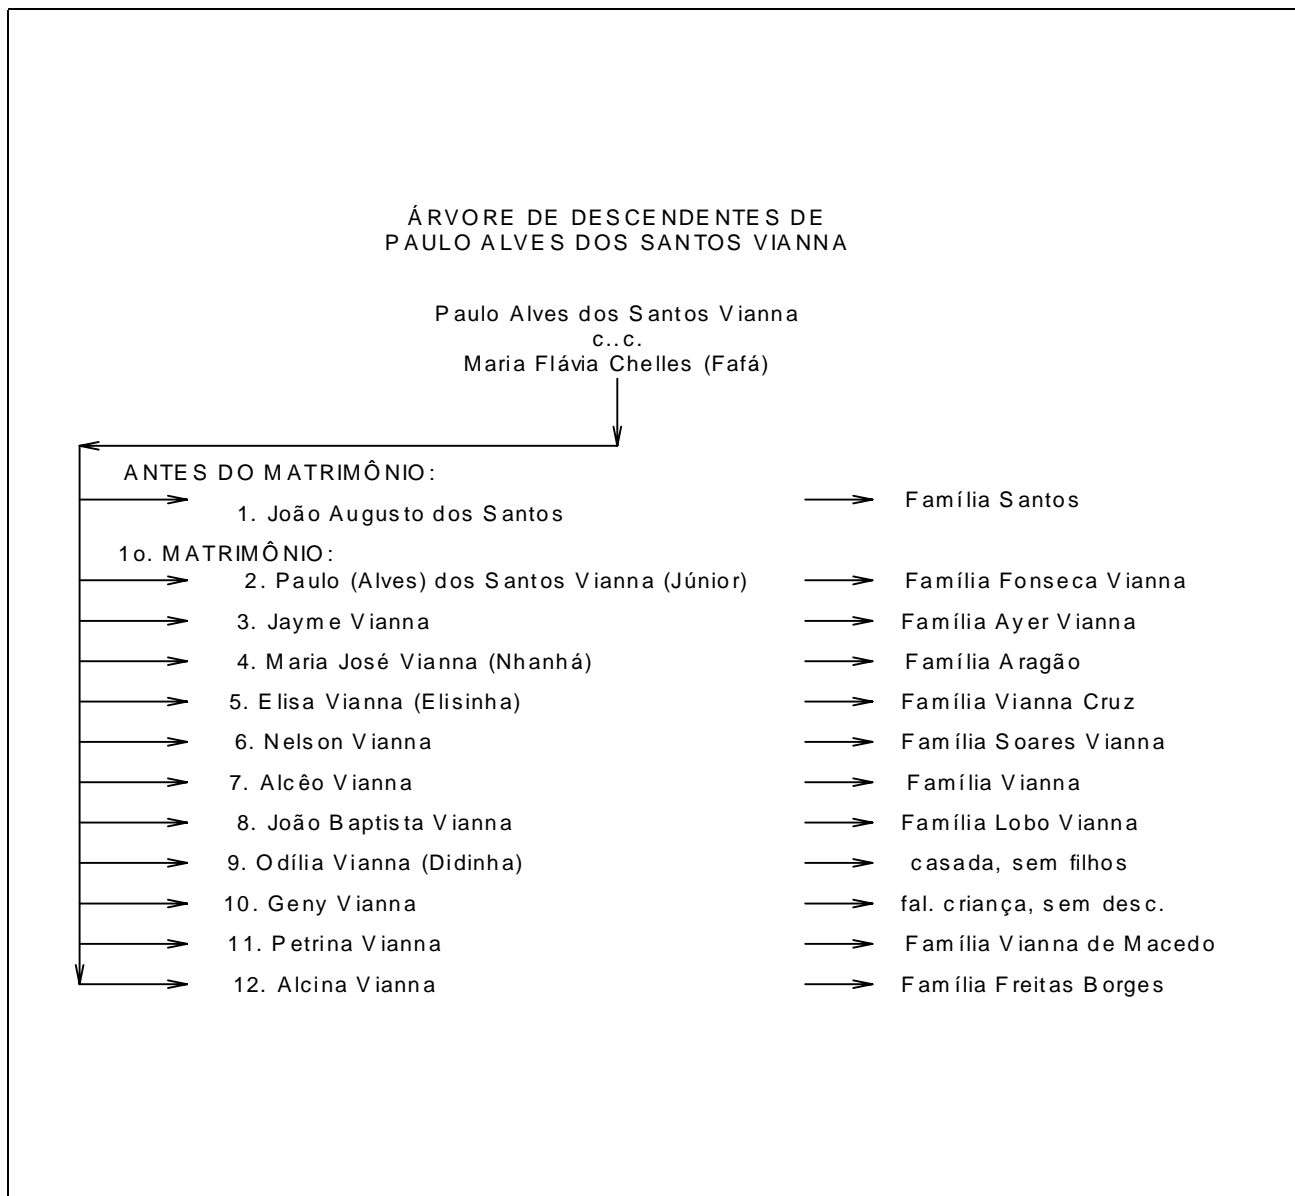 ÁRVORE DE DESCENDENTES DE
PAULO ALVES DOS SANTOS VIANNA
Paulo Alves dos Santos Vianna
c..c.
Maria Flávia Chelles (Fafá)
ANTES DO MATRIMÔNIO:
1. João Augusto dos Santos Família Santos
1o. MATRIMÔNIO:
2. Paulo (Alves) dos Santos Vianna (Júnior) Família Fonseca Vianna
3. Jayme Vianna Família Ayer Vianna
4. Maria José Vianna (Nhanhá) Família Aragão
5. Elisa Vianna (Elisinha) Família Vianna Cruz
6. Nelson Vianna Família Soares Vianna
7. Alcêo Vianna Família Vianna
8. João Baptista Vianna Família Lobo Vianna
9. Odília Vianna (Didinha) casada, sem filhos
10. Geny Vianna fal. criança, sem desc.
11. Petrina Vianna Família Vianna de Macedo
12. Alcina Vianna Família Freitas Borges